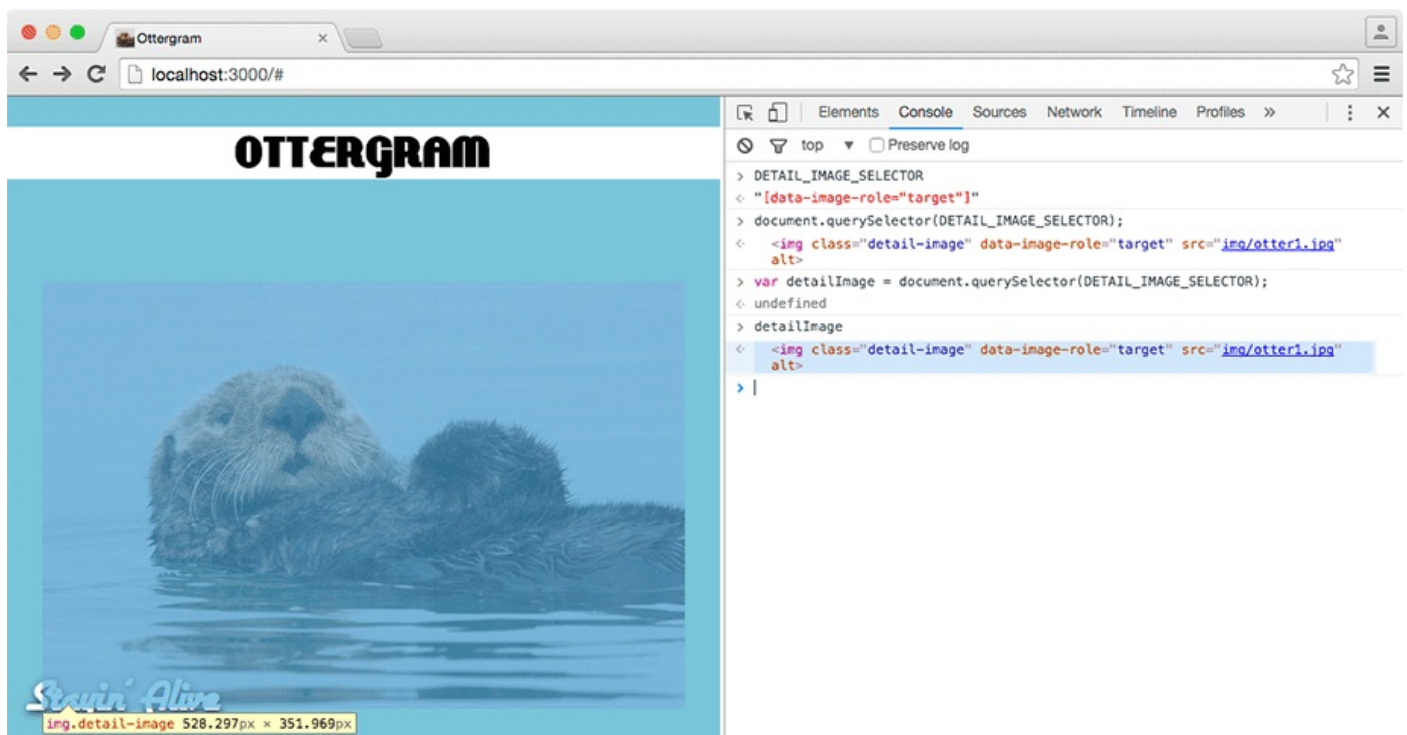 Ottergram
localhost:3000/#
OTTERGRAM
Stayin' Alive
img.detail-image 528.297px × 351.969px
Elements Console Sources Network Timeline Profiles »
top ▼ Preserve log
> DETAIL_IMAGE_SELECTOR
"[data-image-role="target"]"
> document.querySelector(DETAIL_IMAGE_SELECTOR);
<img class="detail-image" data-image-role="target" src="img/otter1.jpg"
alt>
> var detailImage = document.querySelector(DETAIL_IMAGE_SELECTOR);
undefined
> detailImage
<img class="detail-image" data-image-role="target" src="img/otter1.jpg"
alt>
>